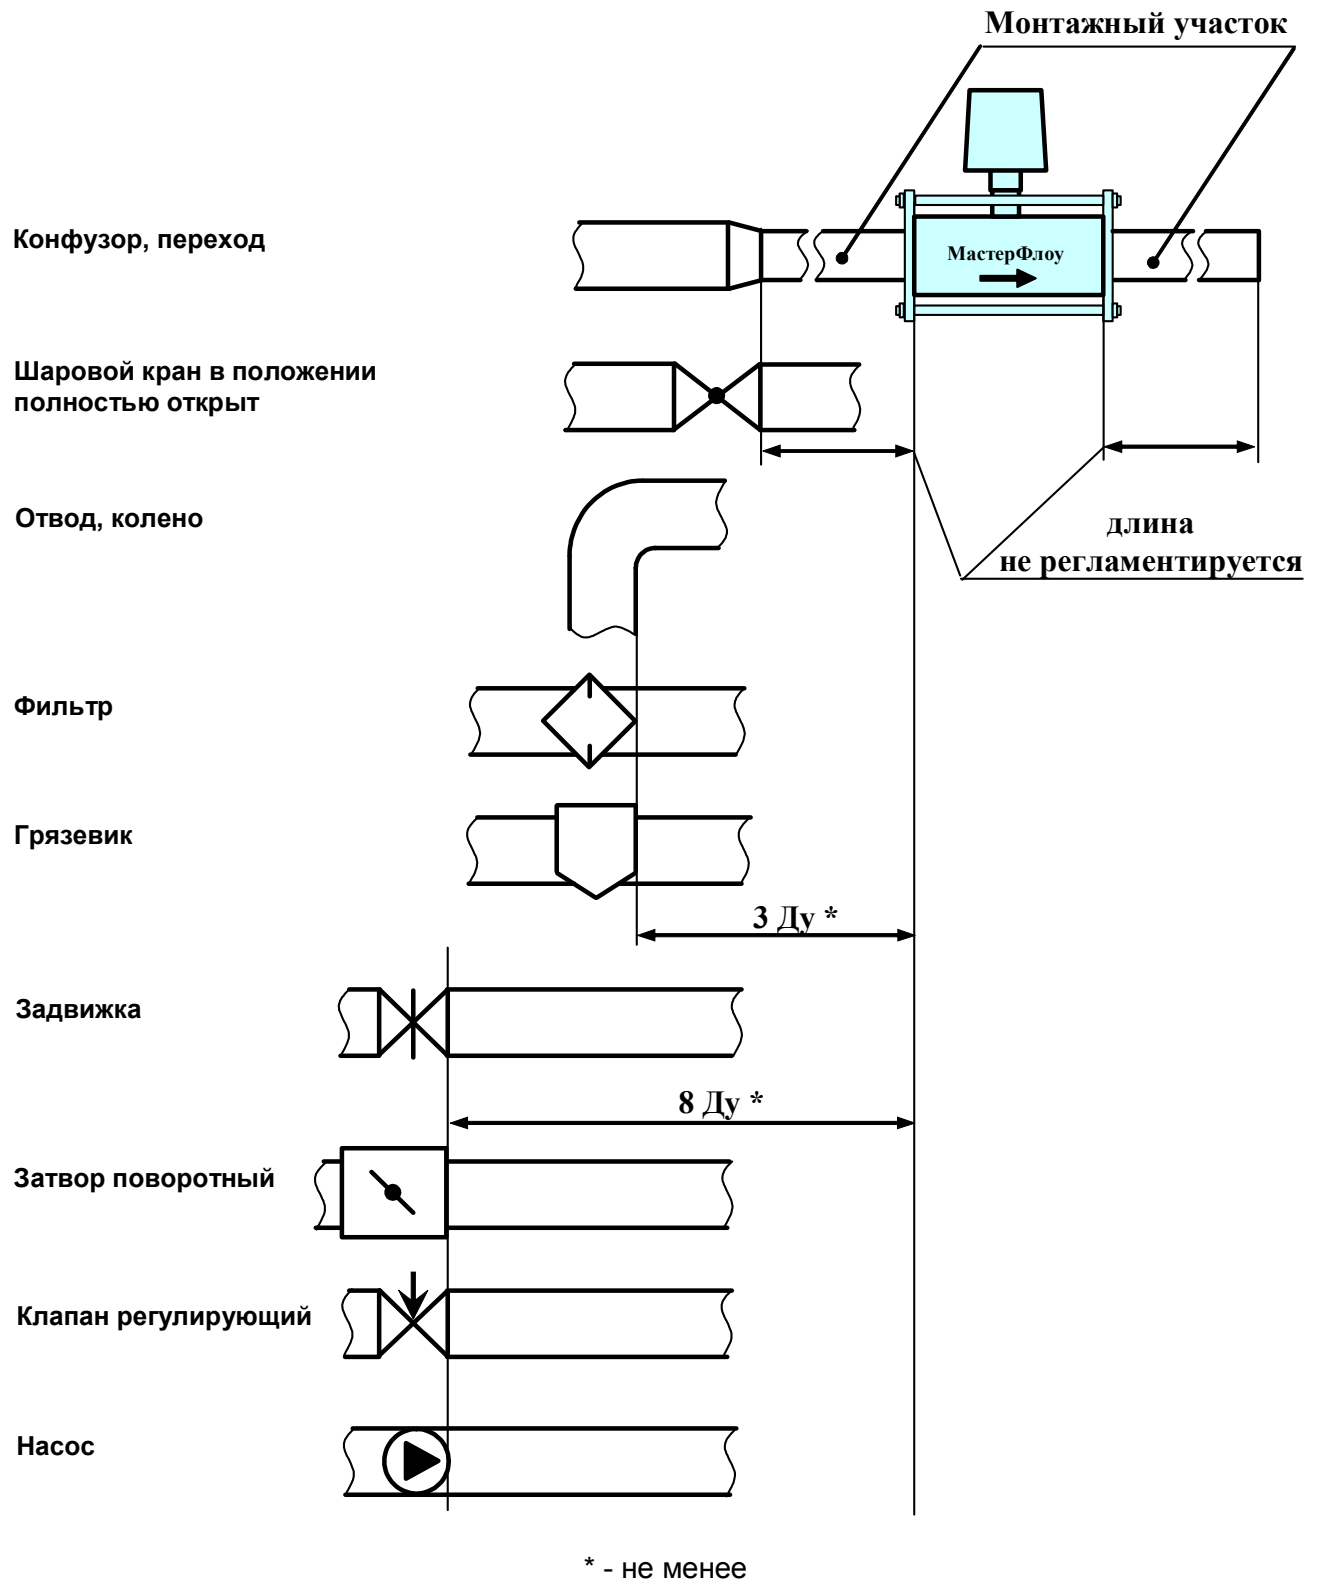 Монтажный участок
Конфузор, переход
МастерФлоу
Шаровой кран в положении
полностью открыт
Отвод, колено
длина
не регламентируется
Фильтр
Грязевик
3 Ду *
Задвижка
8 Ду *
Затвор поворотный
Клапан регулирующий
Насос
* - не менее